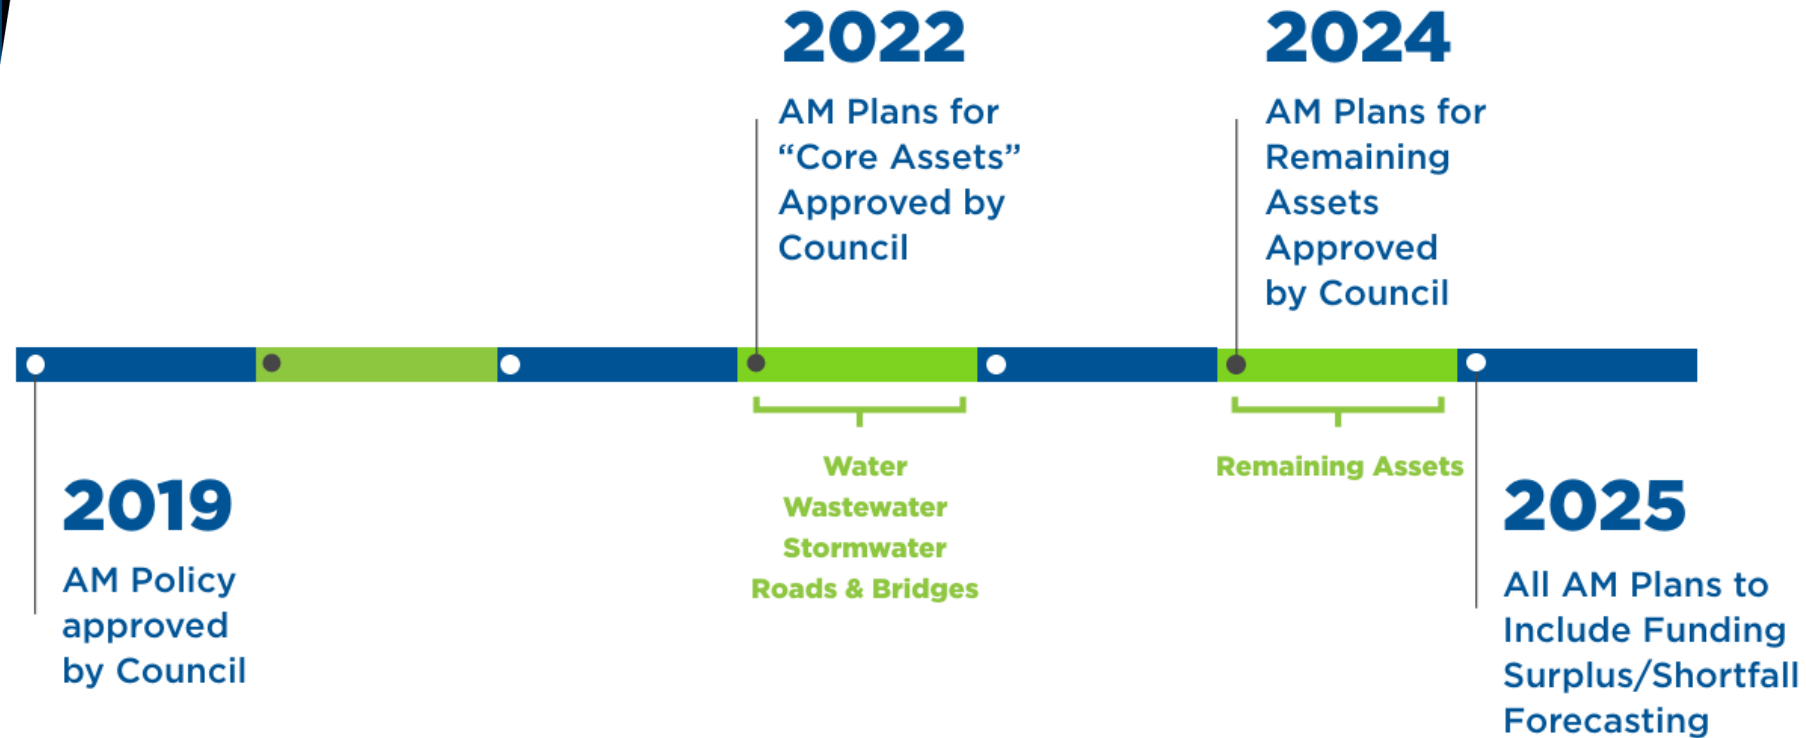 2022
AM Plans for
“Core Assets”
Approved by
Council
2024
AM Plans for
Remaining
Assets
Approved
by Council
Water
Wastewater
Stormwater
Roads & Bridges
Remaining Assets
2019
AM Policy
approved
by Council
2025
All AM Plans to
Include Funding
Surplus/Shortfall
Forecasting